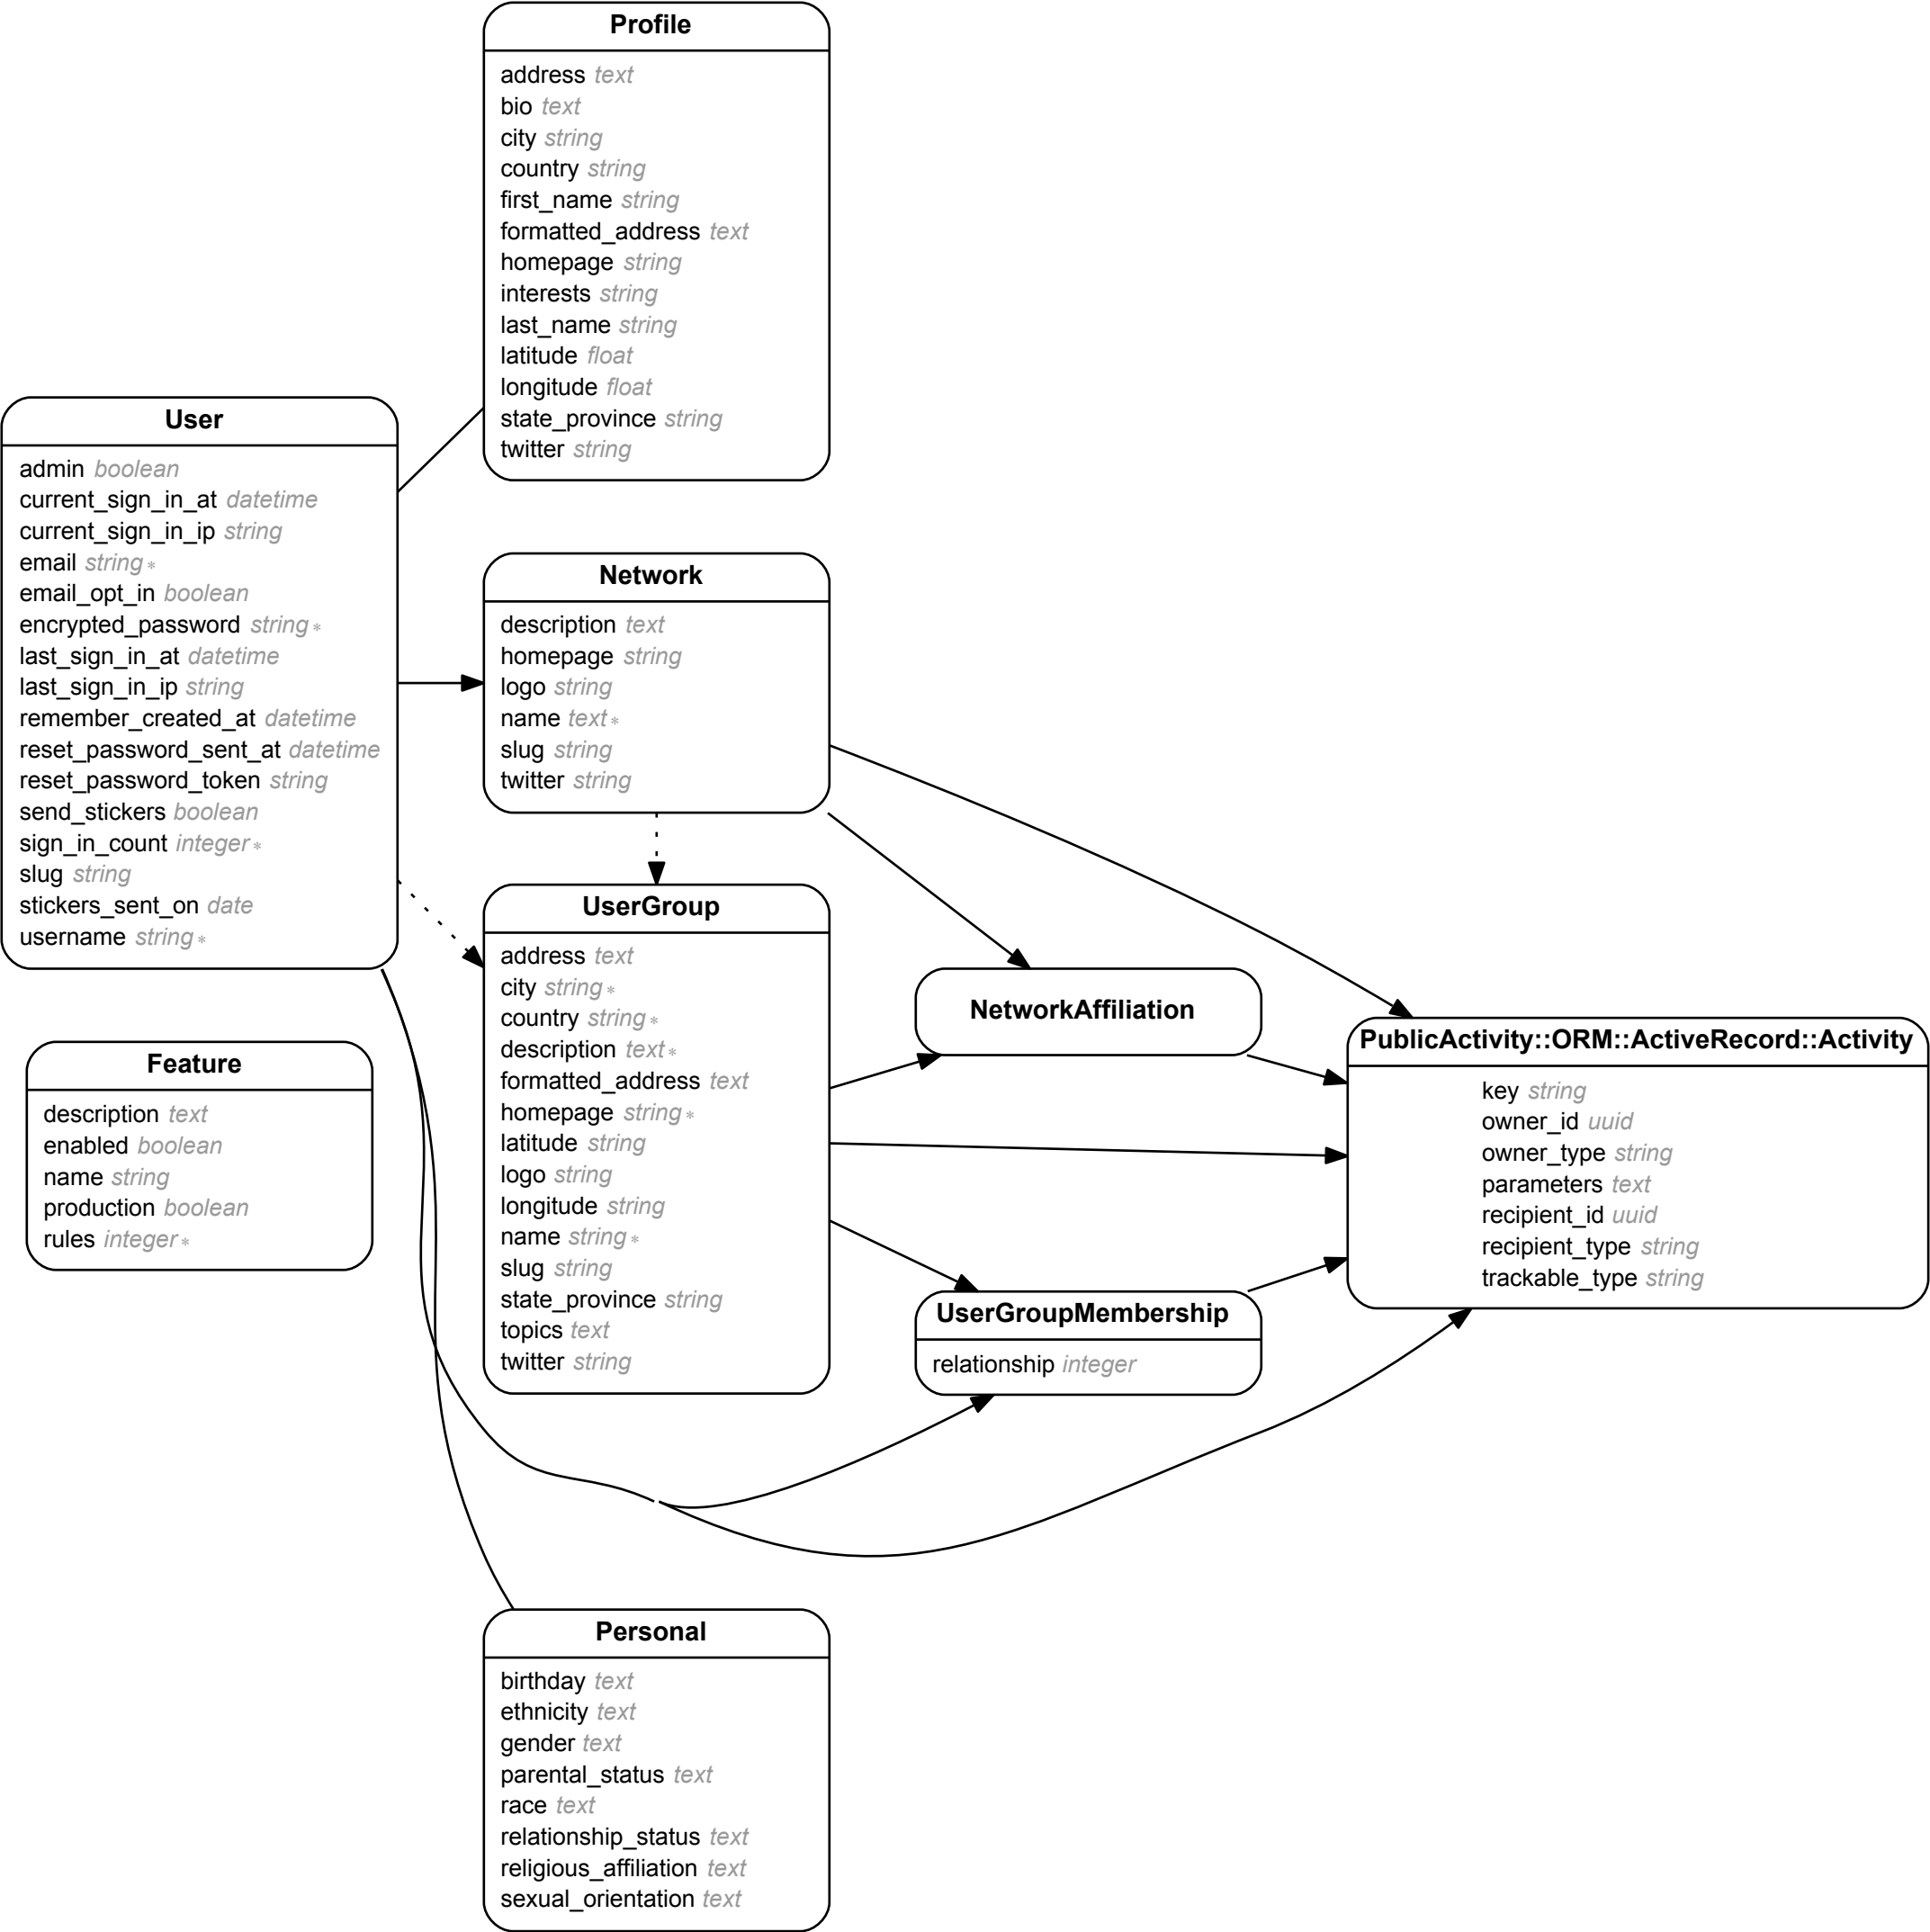 Profile
address text
bio text
city string
country string
first_name string
formatted_address text
homepage string
interests string
last_name string
latitude float
longitude float
state_province string
twitter string
User
admin boolean
current_sign_in_at datetime
current_sign_in_ip string
email string *
email_opt_in boolean
encrypted_password string *
last_sign_in_at datetime
last_sign_in_ip string
remember_created_at datetime
reset_password_sent_at datetime
reset_password_token string
send_stickers boolean
sign_in_count integer *
slug string
stickers_sent_on date
username string *
Network
description text
homepage string
logo string
name text *
slug string
twitter string
UserGroup
address text
city string *
country string *
description text *
formatted_address text
homepage string *
latitude string
logo string
longitude string
name string *
slug string
state_province string
topics text
twitter string
NetworkAffiliation
PublicActivity::ORM::ActiveRecord::Activity
key string
owner_id uuid
owner_type string
parameters text
recipient_id uuid
recipient_type string
trackable_type string
Feature
description text
enabled boolean
name string
production boolean
rules integer *
UserGroupMembership
relationship integer
Personal
birthday text
ethnicity text
gender text
parental_status text
race text
relationship_status text
religious_affiliation text
sexual_orientation text